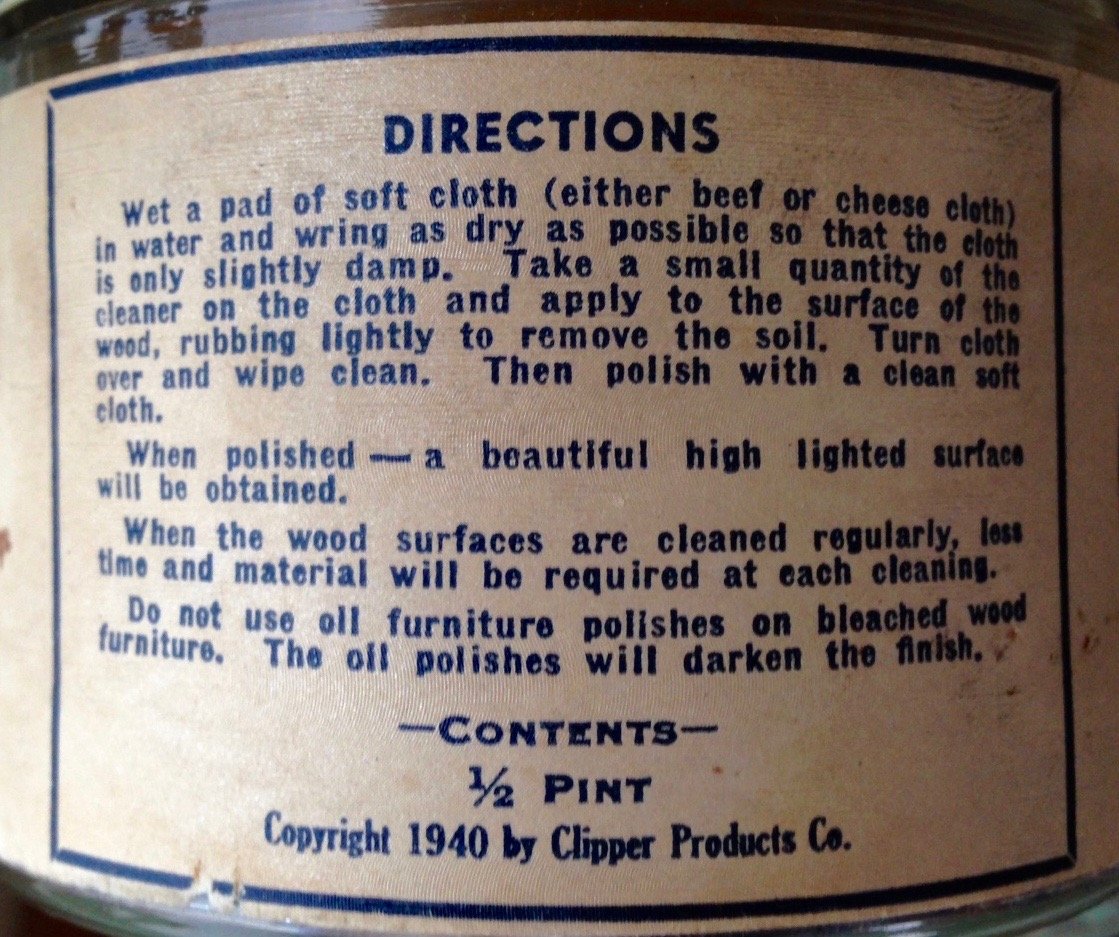 DIRECTIONS
Wet a pad of soft cloth (either beef or cheese cloth)
in water and wring as dry as possible so that the cloth
is only slightly damp. Take a small quantity of the
cleaner on the cloth and apply to the surface of the
wood, rubbing lightly to remove the soil. Turn cloth
over and wipe clean. Then polish with a clean soft
cloth.
When polished — a beautiful high lighted surface
will be obtained.
When the wood surfaces are cleaned regularly, less
time and material will be required at each cleaning.
Do not use oil furniture polishes on bleached wood
furniture. The oil polishes will darken the finish.
—CONTENTS—
½ PINT
Copyright 1940 by Clipper Products Co.